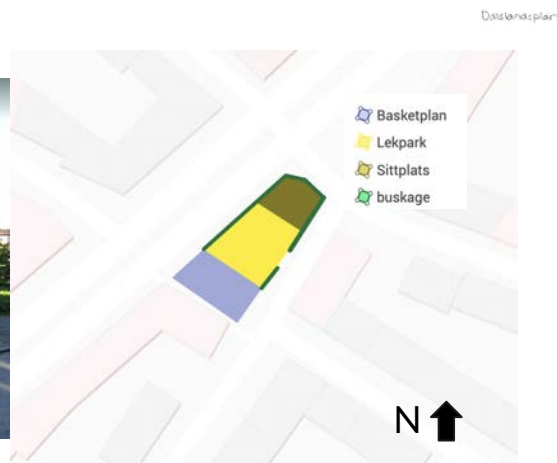 Dalslandsplan
Basketplan
Lekpark
Sittplats
buskage
N